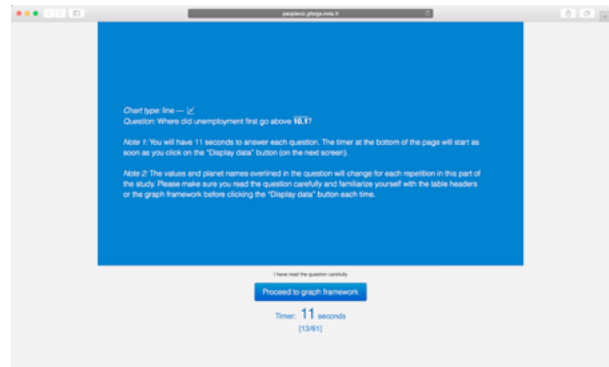 peopleviz.gforge.inria.fr
Chart type: line —
Question: Where did unemployment first go above 10.1?
Note 1: You will have 11 seconds to answer each question. The timer at the bottom of the page will start as
soon as you click on the "Display data" button (on the next screen).
Note 2: The values and planet names overlined in the question will change for each repetition in this part of
the study. Please make sure you read the question carefully and familiarize yourself with the table headers
or the graph framework before clicking the "Display data" button each time.
I have read the question carefully
Proceed to graph framework
Timer: 11 seconds
[13/61]